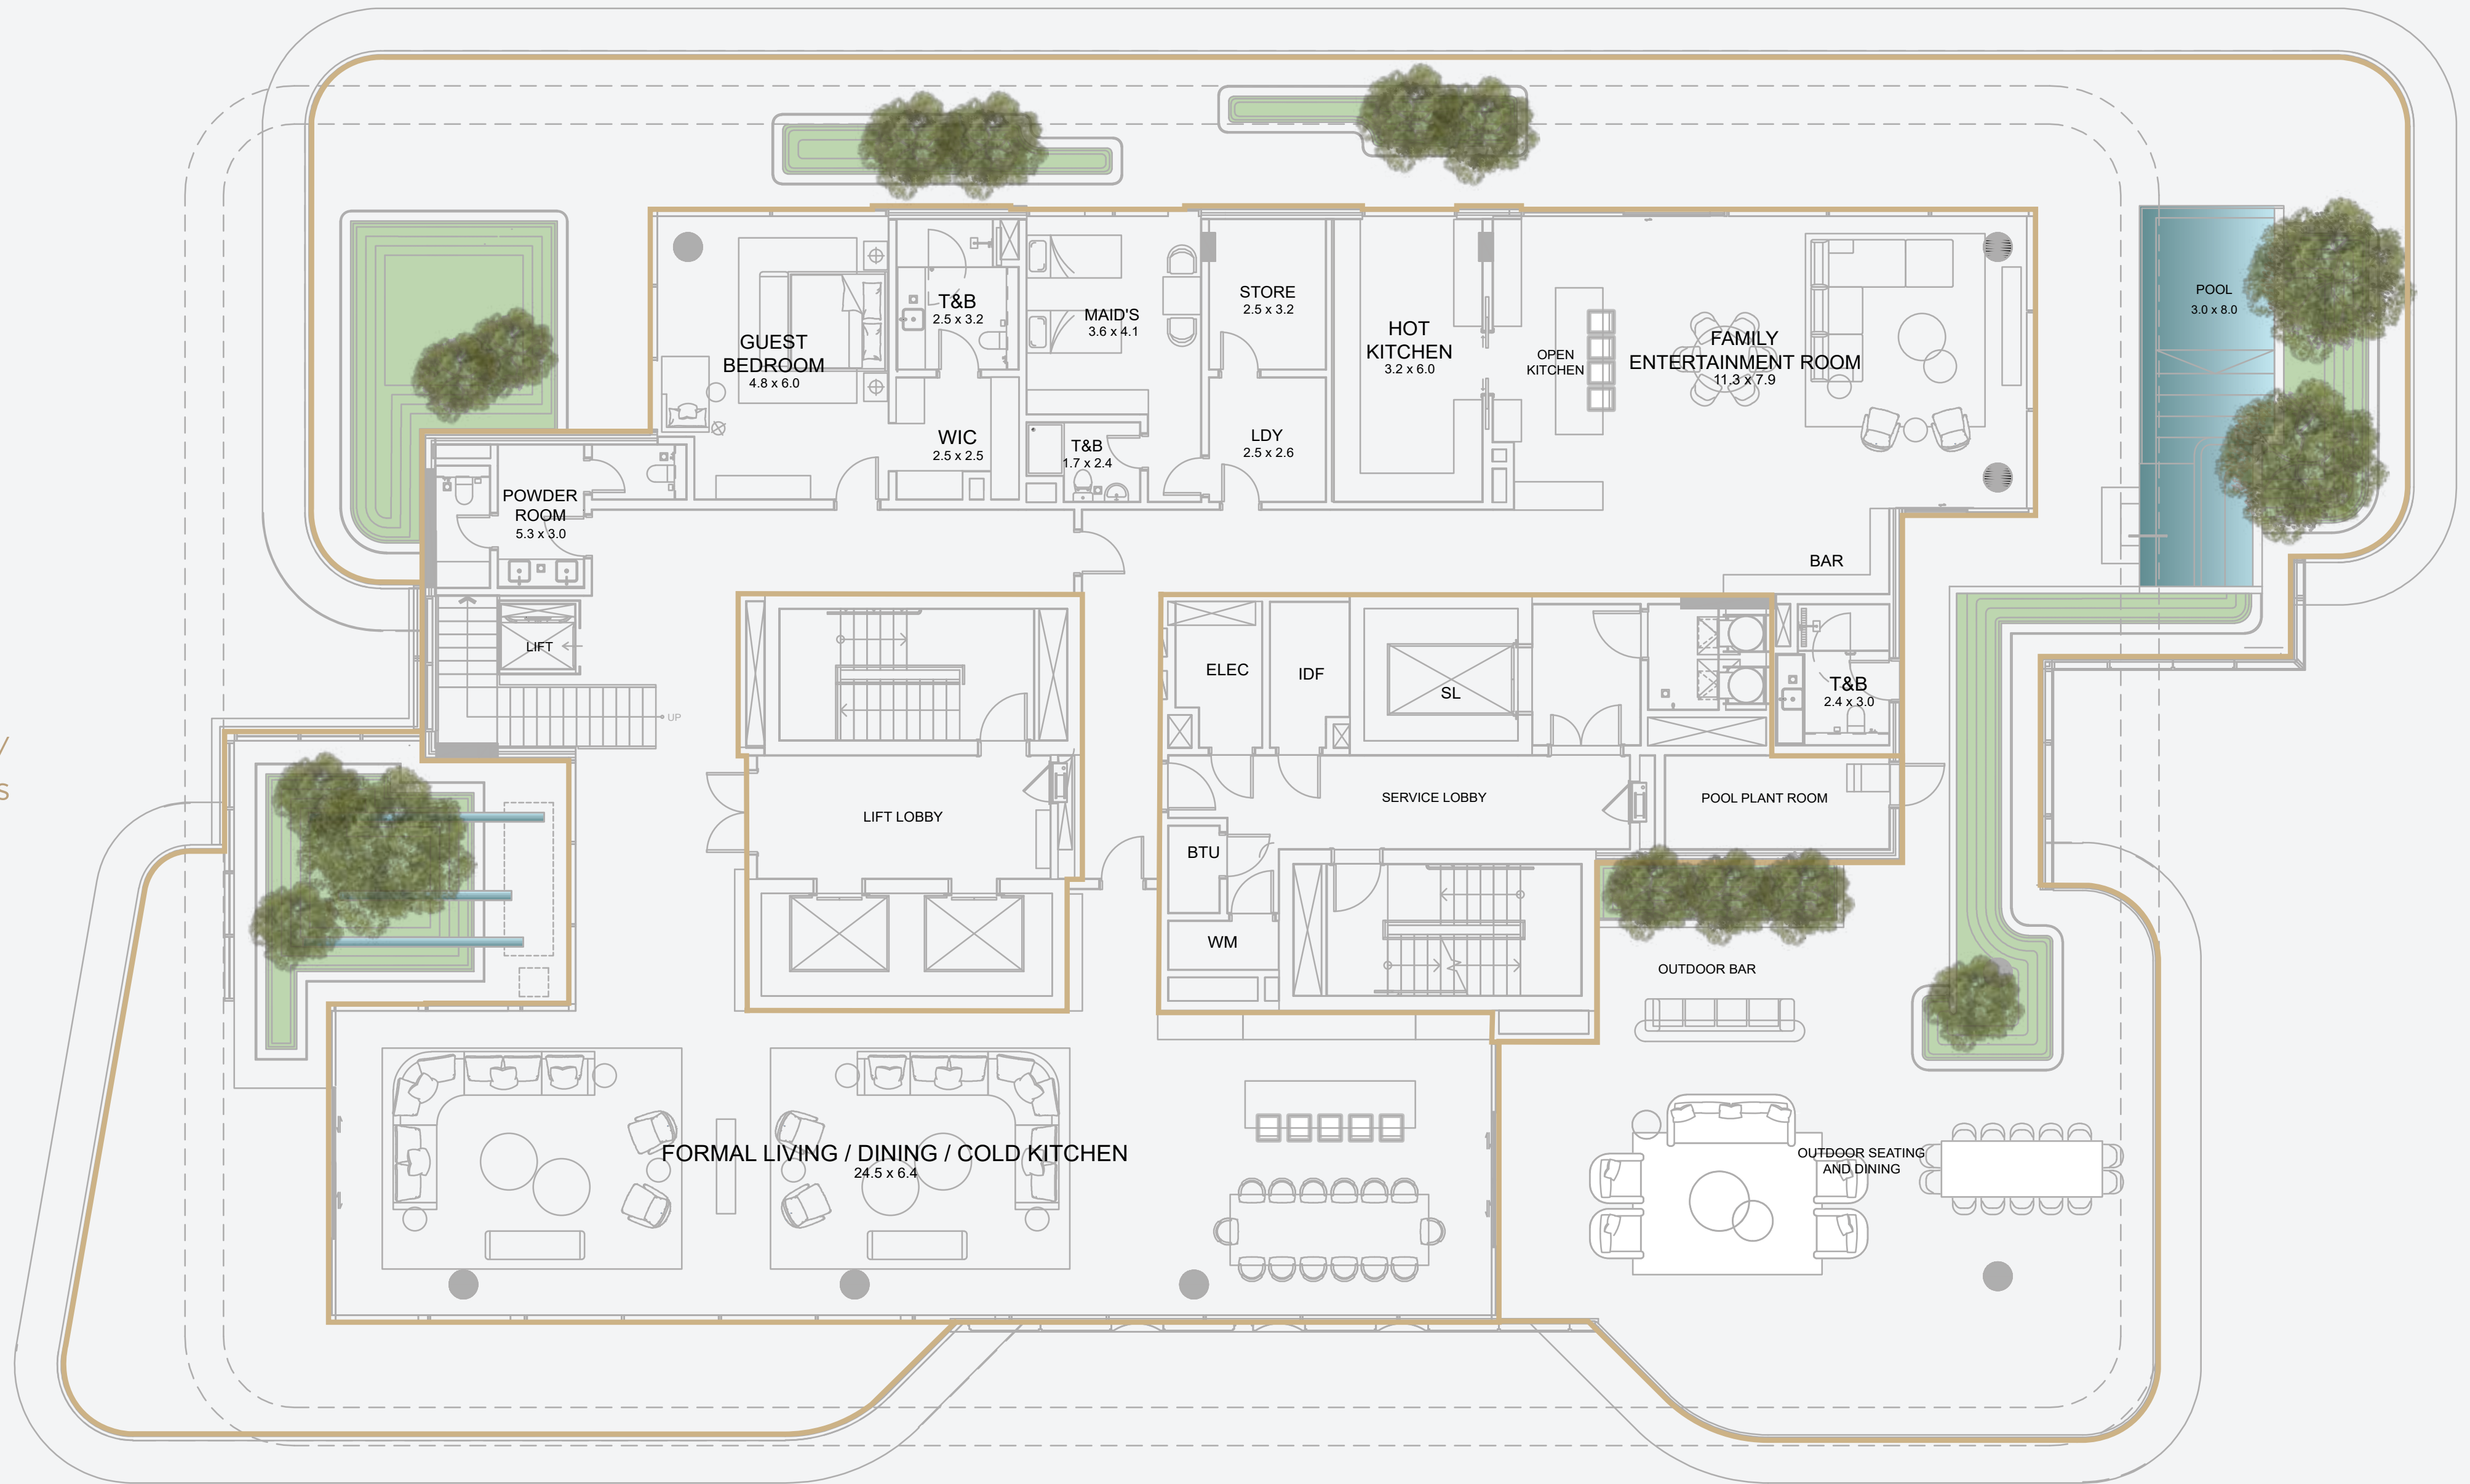 POOL
3.0 x 8.0
STORE
2.5 x 3.2
T&B
2.5 x 3.2
MAID'S
3.6 x 4.1
HOT
KITCHEN
3.2 x 6.0
GUEST
BEDROOM
4.8 x 6.0
OPEN
KITCHEN
FAMILY
ENTERTAINMENT ROOM
11.3 x 7.9
WIC
2.5 x 2.5
T&B
1.7 x 2.4
LDY
2.5 x 2.6
POWDER
ROOM
5.3 x 3.0
BAR
LIFT
ELEC
IDF
SL
T&B
2.4 x 3.0
UP
LIFT LOBBY
SERVICE LOBBY
POOL PLANT ROOM
BTU
WM
OUTDOOR BAR
FORMAL LIVING / DINING / COLD KITCHEN
24.5 x 6.4
OUTDOOR SEATING
AND DINING